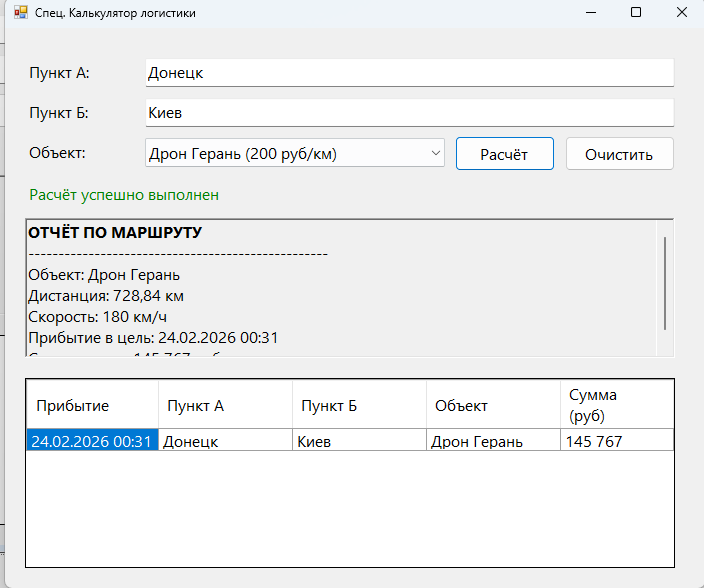 Спец. Калькулятор логистики
Пункт А:
Донецк
Пункт Б:
Киев
Объект:
Дрон Герань (200 руб/км)
Расчёт
Очистить
Расчёт успешно выполнен
ОТЧЁТ ПО МАРШРУТУ
--------------------------------------------------
Объект: Дрон Герань
Дистанция: 728,84 км
Скорость: 180 км/ч
Прибытие в цель: 24.02.2026 00:31
Прибытие
Пункт А
Пункт Б
Объект
Сумма
(руб)
24.02.2026 00:31
Донецк
Киев
Дрон Герань
145 767